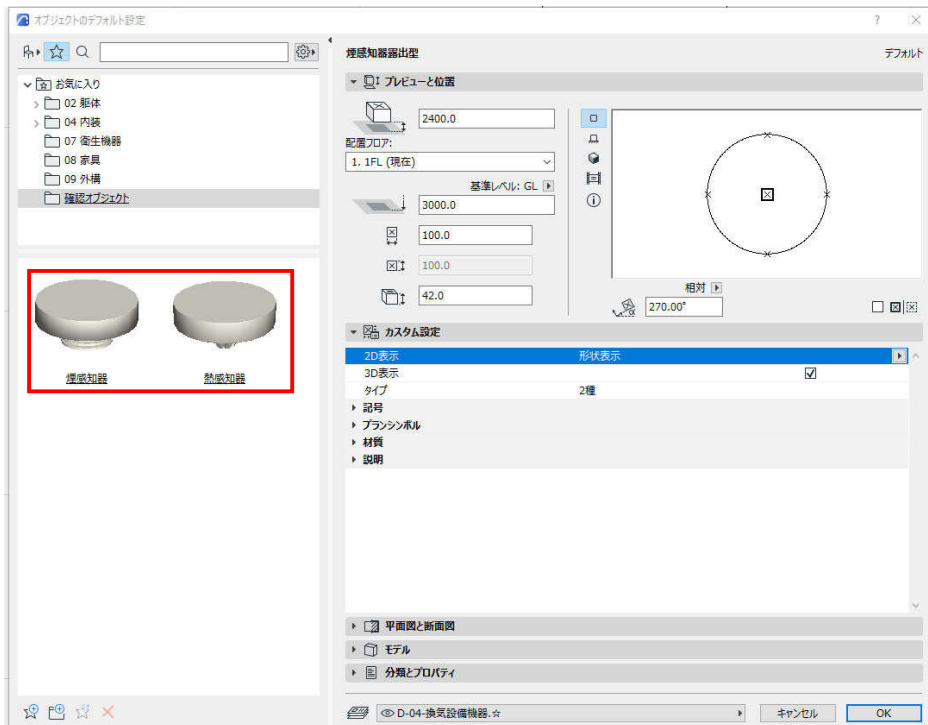 オブジェクトのデフォルト設定
お気に入り
02 躯体
04 内装
07 衛生機器
08 家具
09 外構
確認オブジェクト
煙感知器
熱感知器
煙感知器露出型
デフォルト
プレビューと位置
2400.0
配置フロア:
1. 1FL (現在)
基準レベル: GL
3000.0
100.0
100.0
42.0
相対
270.00°
カスタム設定
2D表示 形状表示
3D表示
タイプ 2種
記号
プランシンボル
材質
説明
平面図と断面図
モデル
分類とプロパティ
D-04-換気設備機器.☆
キャンセル
OK